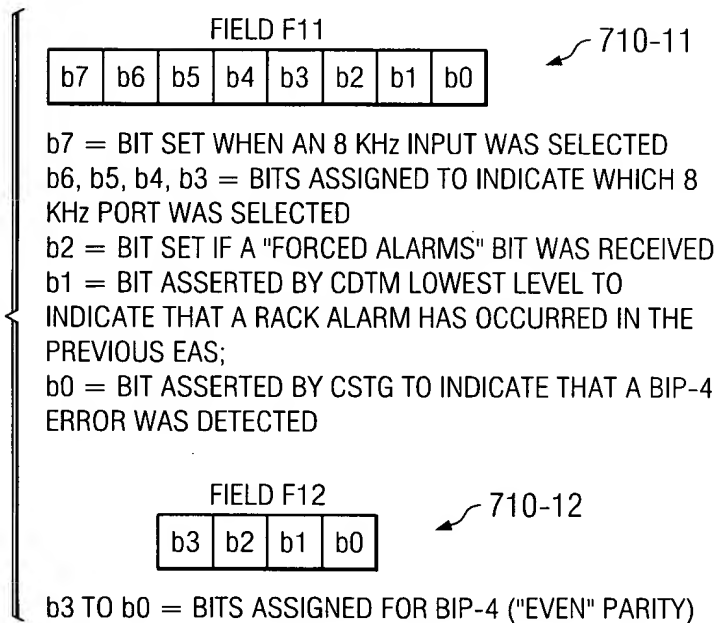 FIELD F11
710-11
b7 b6 b5 b4 b3 b2 b1 b0
b7 = BIT SET WHEN AN 8 KHz INPUT WAS SELECTED
b6, b5, b4, b3 = BITS ASSIGNED TO INDICATE WHICH 8
KHz PORT WAS SELECTED
b2 = BIT SET IF A "FORCED ALARMS" BIT WAS RECEIVED
b1 = BIT ASSERTED BY CDTM LOWEST LEVEL TO
INDICATE THAT A RACK ALARM HAS OCCURRED IN THE
PREVIOUS EAS;
b0 = BIT ASSERTED BY CSTG TO INDICATE THAT A BIP-4
ERROR WAS DETECTED
FIELD F12
710-12
b3 b2 b1 b0
b3 TO b0 = BITS ASSIGNED FOR BIP-4 ("EVEN" PARITY)